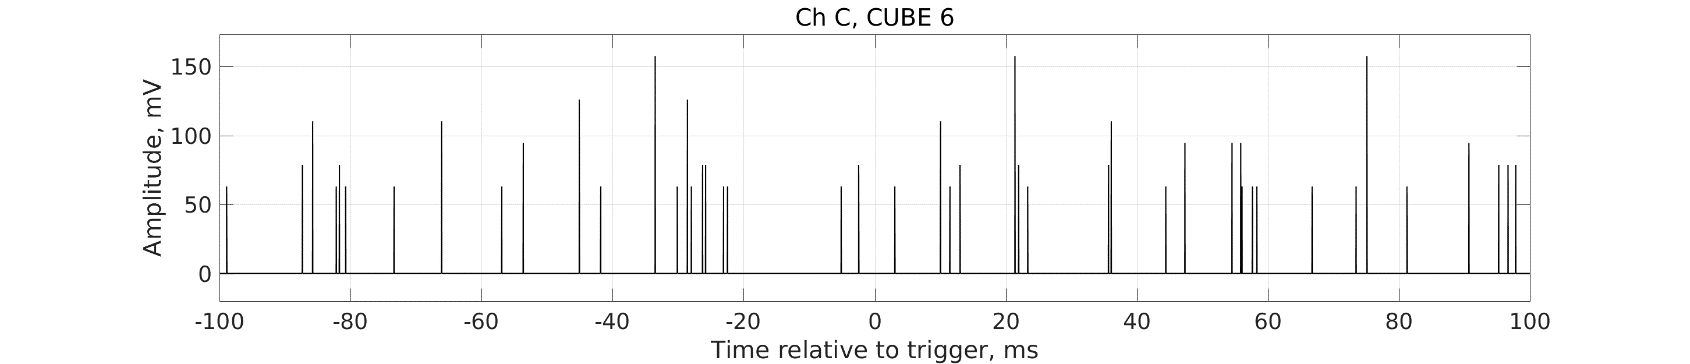 Ch C, CUBE 6
Amplitude, mV
150
100
50
0
-100 -80 -60 -40 -20 0 20 40 60 80 100
Time relative to trigger, ms